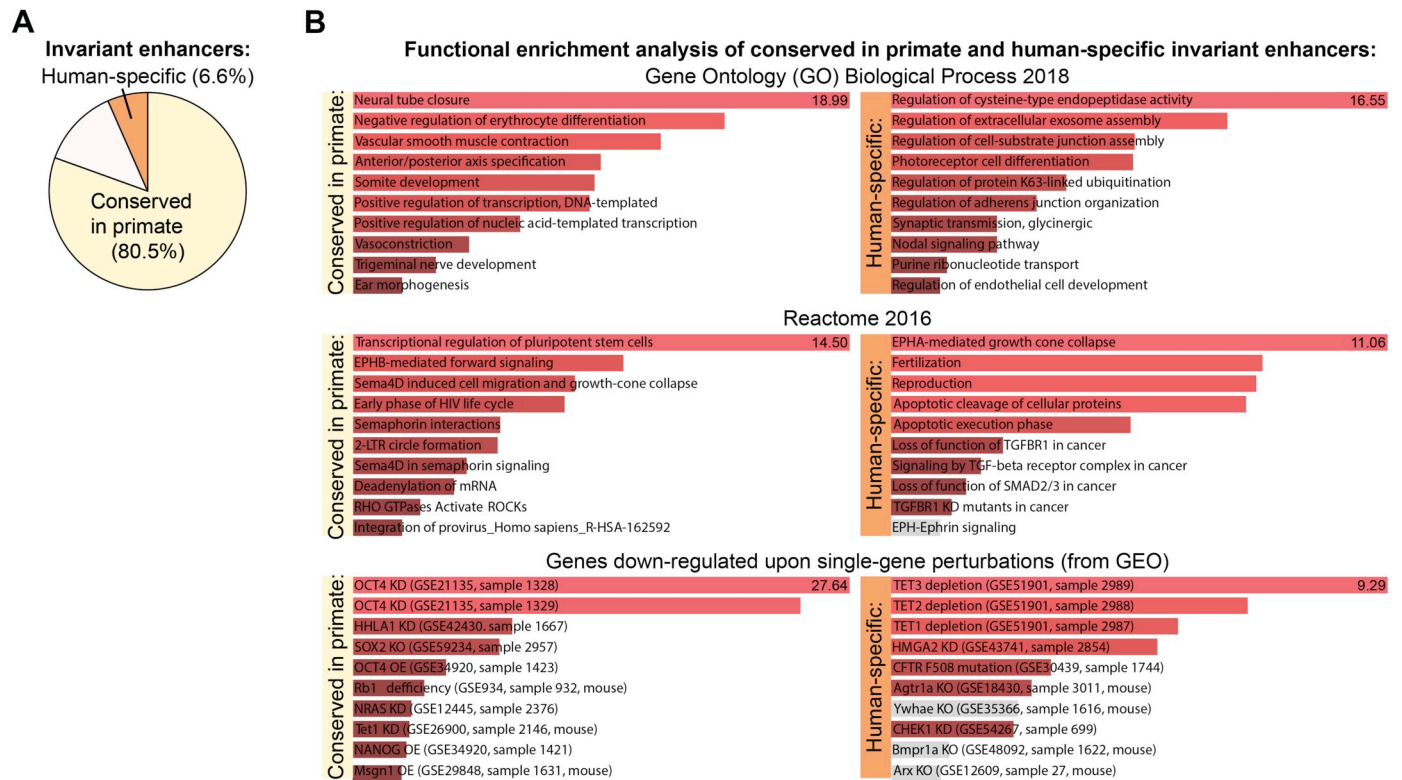 A
Invariant enhancers:
Human-specific (6.6%)
Conserved
in primate
(80.5%)
B
Functional enrichment analysis of conserved in primate and human-specific invariant enhancers:
Gene Ontology (GO) Biological Process 2018
Conserved in primate:
Neural tube closure 18.99
Negative regulation of erythrocyte differentiation
Vascular smooth muscle contraction
Anterior/posterior axis specification
Somite development
Positive regulation of transcription, DNA-templated
Positive regulation of nucleic acid-templated transcription
Vasoconstriction
Trigeminal nerve development
Ear morphogenesis
Human-specific:
Regulation of cysteine-type endopeptidase activity 16.55
Regulation of extracellular exosome assembly
Regulation of cell-substrate junction assembly
Photoreceptor cell differentiation
Regulation of protein K63-linked ubiquitination
Regulation of adherens junction organization
Synaptic transmission, glycinergic
Nodal signaling pathway
Purine ribonucleotide transport
Regulation of endothelial cell development
Reactome 2016
Conserved in primate:
Transcriptional regulation of pluripotent stem cells 14.50
EPHB-mediated forward signaling
Sema4D induced cell migration and growth-cone collapse
Early phase of HIV life cycle
Semaphorin interactions
2-LTR circle formation
Sema4D in semaphorin signaling
Deadenylation of mRNA
RHO GTPases Activate ROCKs
Integration of provirus_Homo sapiens_R-HSA-162592
Human-specific:
EPHA-mediated growth cone collapse 11.06
Fertilization
Reproduction
Apoptotic cleavage of cellular proteins
Apoptotic execution phase
Loss of function of TGFBR1 in cancer
Signaling by TGF-beta receptor complex in cancer
Loss of function of SMAD2/3 in cancer
TGFBR1 KD mutants in cancer
EPH-Ephrin signaling
Genes down-regulated upon single-gene perturbations (from GEO)
Conserved in primate:
OCT4 KD (GSE21135, sample 1328) 27.64
OCT4 KD (GSE21135, sample 1329)
HHLA1 KD (GSE42430. sample 1667)
SOX2 KO (GSE59234, sample 2957)
OCT4 OE (GSE34920, sample 1423)
Rb1 defficiency (GSE934, sample 932, mouse)
NRAS KD (GSE12445, sample 2376)
Tet1 KD (GSE26900, sample 2146, mouse)
NANOG OE (GSE34920, sample 1421)
Msgn1 OE (GSE29848, sample 1631, mouse)
Human-specific:
TET3 depletion (GSE51901, sample 2989) 9.29
TET2 depletion (GSE51901, sample 2988)
TET1 depletion (GSE51901, sample 2987)
HMGA2 KD (GSE43741, sample 2854)
CFTR F508 mutation (GSE30439, sample 1744)
Agtr1a KO (GSE18430, sample 3011, mouse)
Ywhae KO (GSE35366, sample 1616, mouse)
CHEK1 KD (GSE54267, sample 699)
Bmpr1a KO (GSE48092, sample 1622, mouse)
Arx KO (GSE12609, sample 27, mouse)